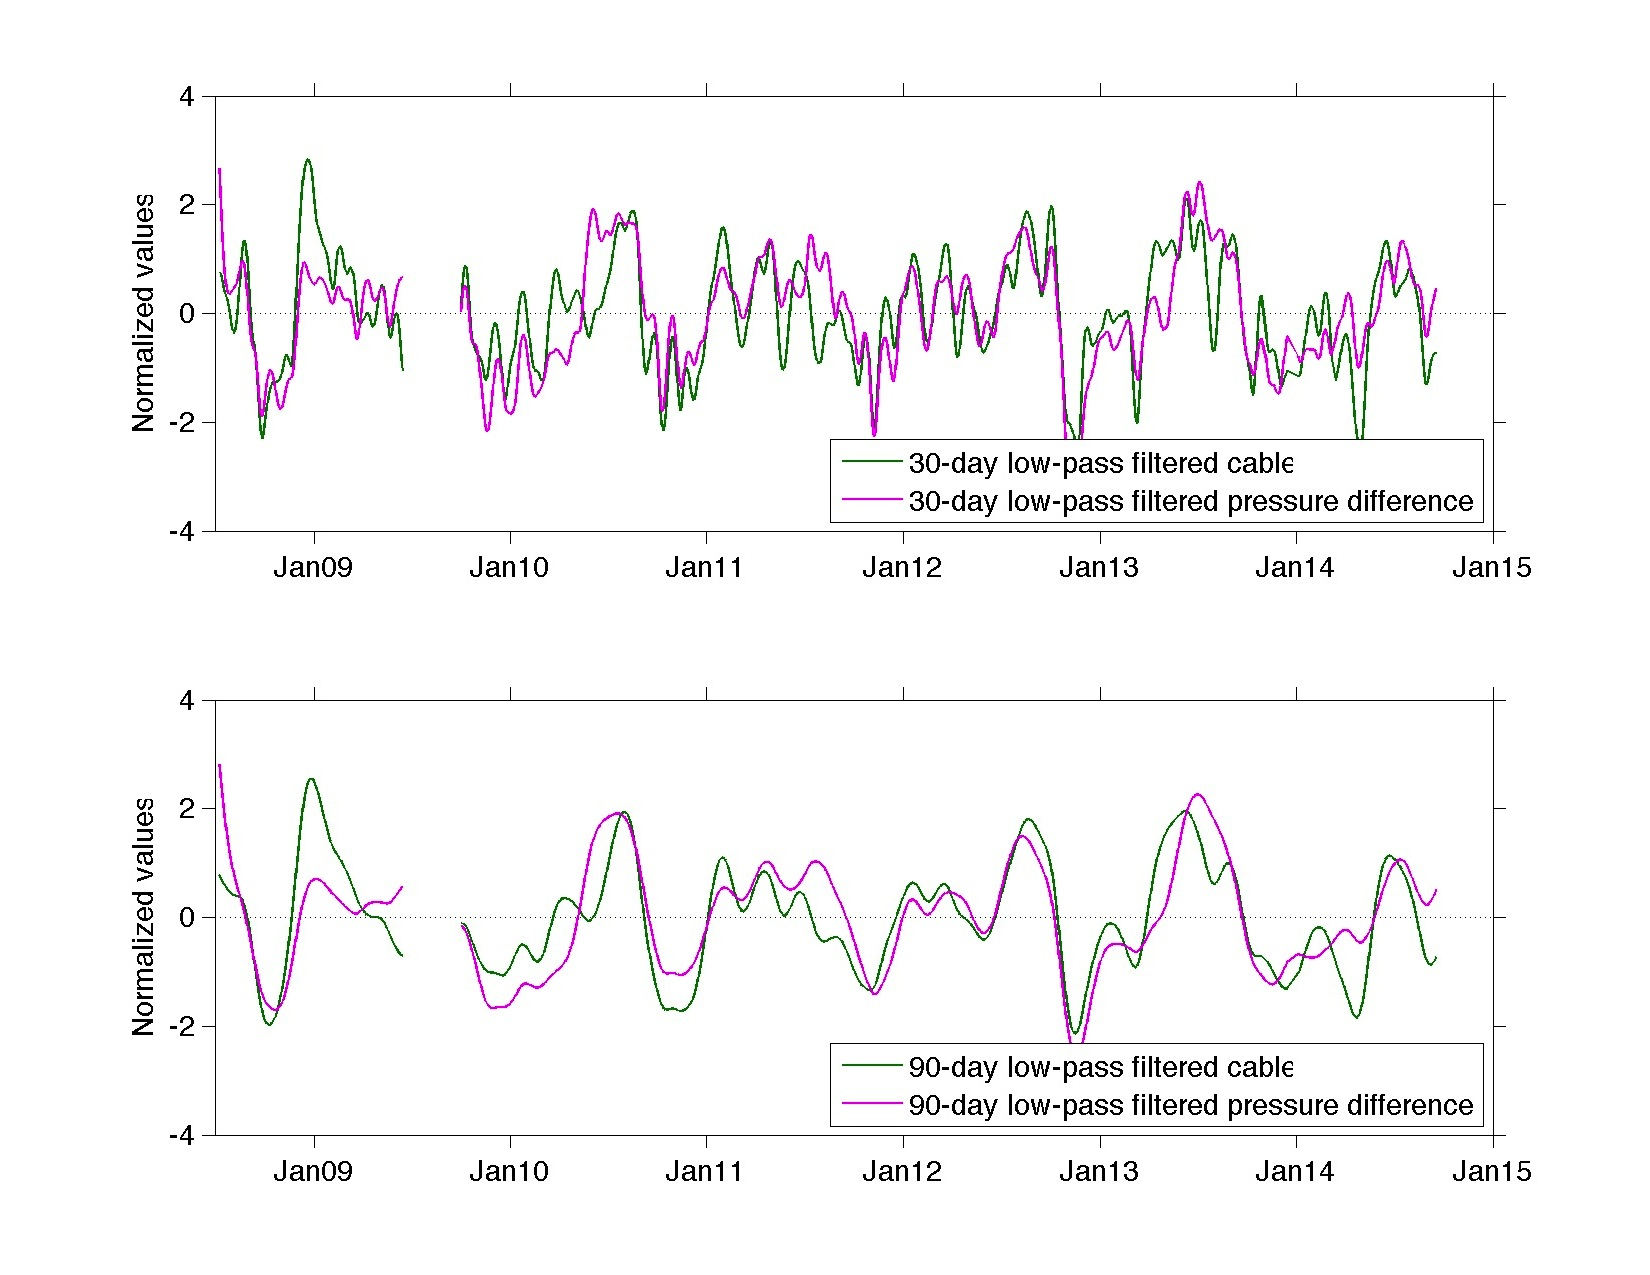 4
2
0
-2
-4
Normalized values
30-day low-pass filtered cable
30-day low-pass filtered pressure difference
Jan09 Jan10 Jan11 Jan12 Jan13 Jan14 Jan15
4
2
0
-2
-4
Normalized values
90-day low-pass filtered cable
90-day low-pass filtered pressure difference
Jan09 Jan10 Jan11 Jan12 Jan13 Jan14 Jan15